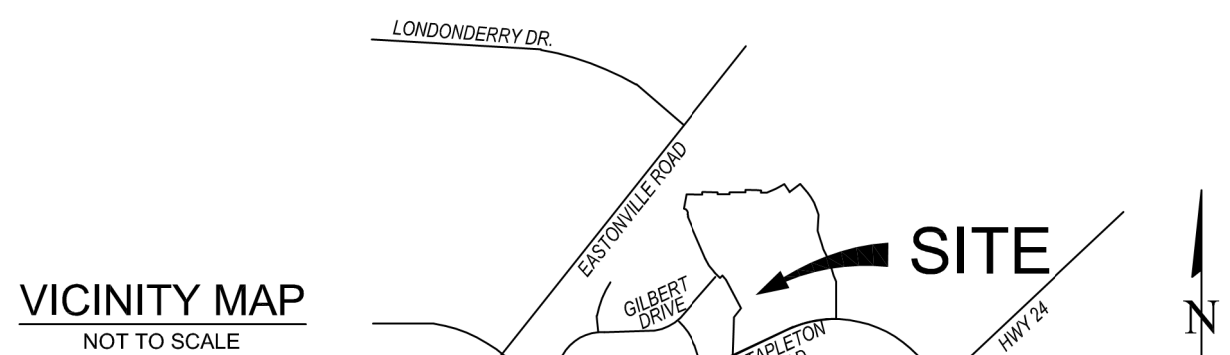 LONDONDERRY DR.
EASTONVILLE ROAD
SITE
GILBERT
DRIVE
HWY 24
N
VICINITY MAP
NOT TO SCALE